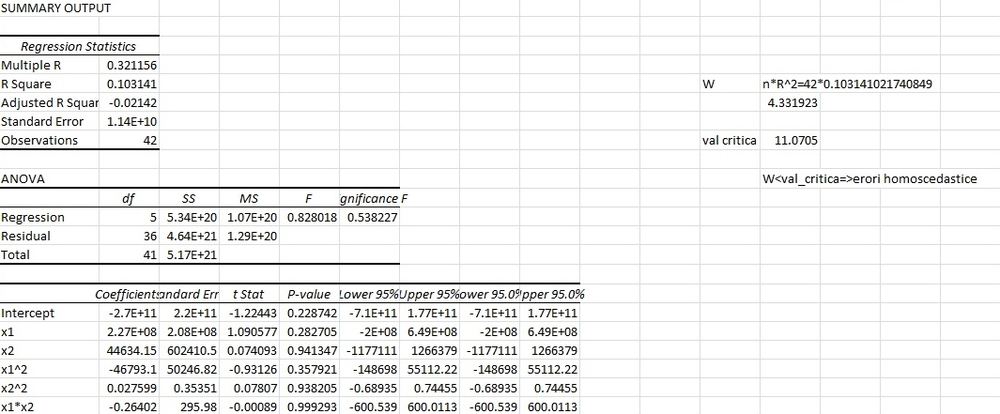 SUMMARY OUTPUT
Regression Statistics
Multiple R 0.321156
R Square 0.103141 W n*R^2=42*0.103141021740849
Adjusted R Squar -0.02142 4.331923
Standard Error 1.14E+10
Observations 42 val critica 11.0705
ANOVA W<val_critica=>erori homoscedastice
df SS MS F gnificance F
Regression 5 5.34E+20 1.07E+20 0.828018 0.538227
Residual 36 4.64E+21 1.29E+20
Total 41 5.17E+21
Coefficients andard Err t Stat P-value Lower 95% Upper 95% ower 95.0% pper 95.0%
Intercept -2.7E+11 2.2E+11 -1.22443 0.228742 -7.1E+11 1.77E+11 -7.1E+11 1.77E+11
x1 2.27E+08 2.08E+08 1.090577 0.282705 -2E+08 6.49E+08 -2E+08 6.49E+08
x2 44634.15 602410.5 0.074093 0.941347 -1177111 1266379 -1177111 1266379
x1^2 -46793.1 50246.82 -0.93126 0.357921 -148698 55112.22 -148698 55112.22
x2^2 0.027599 0.35351 0.07807 0.938205 -0.68935 0.74455 -0.68935 0.74455
x1*x2 -0.26402 295.98 -0.00089 0.999293 -600.539 600.0113 -600.539 600.0113